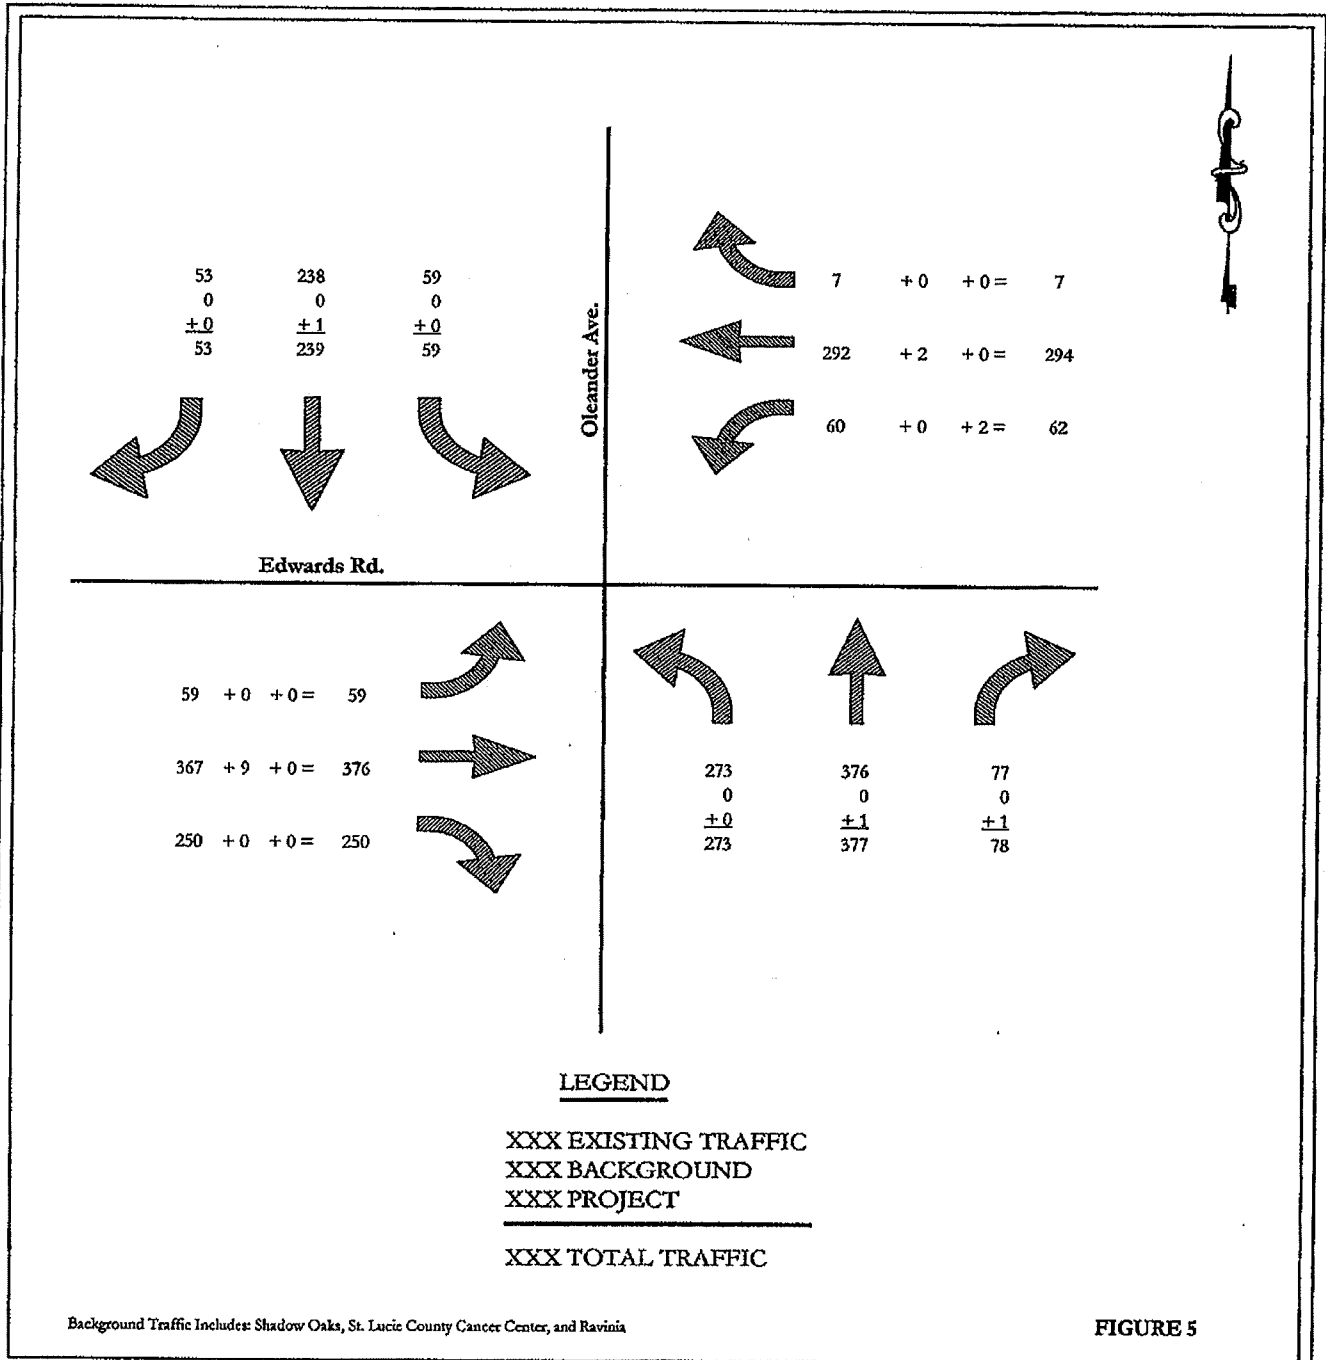 53 238 59
0 0 0
+0 +1 +0
53 239 59
Oleander Ave.
7 +0 +0= 7
292 +2 +0= 294
60 +0 +2= 62
Edwards Rd.
59 +0 +0= 59
367 +9 +0= 376
250 +0 +0= 250
273 376 77
0 0 0
+0 +1 +1
273 377 78
LEGEND
XXX EXISTING TRAFFIC
XXX BACKGROUND
XXX PROJECT
XXX TOTAL TRAFFIC
Background Traffic Includes: Shadow Oaks, St. Lucie County Cancer Center, and Ravinia
FIGURE 5